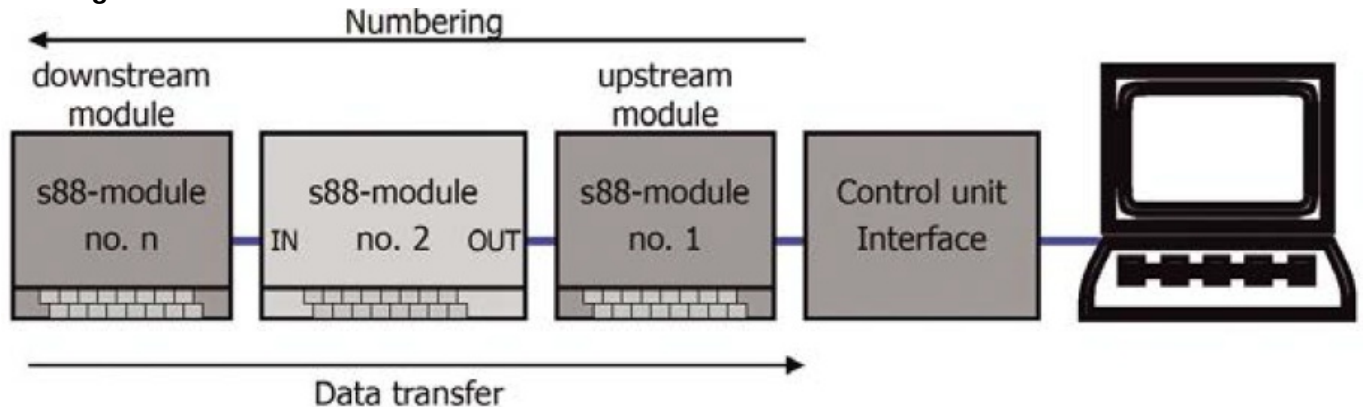 Numbering
downstream
module
upstream
module
s88-module
no. n
s88-module
IN no. 2 OUT
s88-module
no. 1
Control unit
Interface
Data transfer